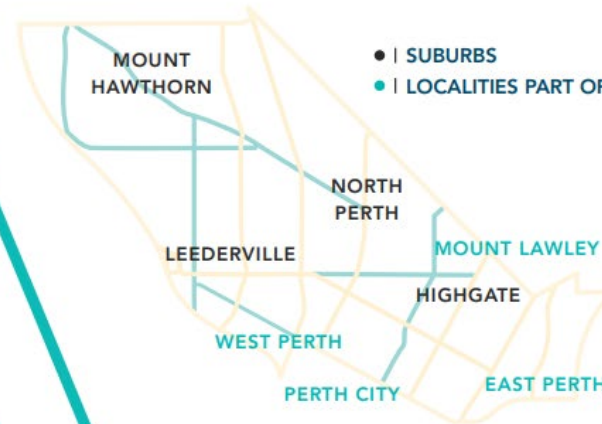 MOUNT
HAWTHORN
● | SUBURBS
● | LOCALITIES PART OF
NORTH
PERTH
LEEDERVILLE
MOUNT LAWLEY
HIGHGATE
WEST PERTH
PERTH CITY
EAST PERTH